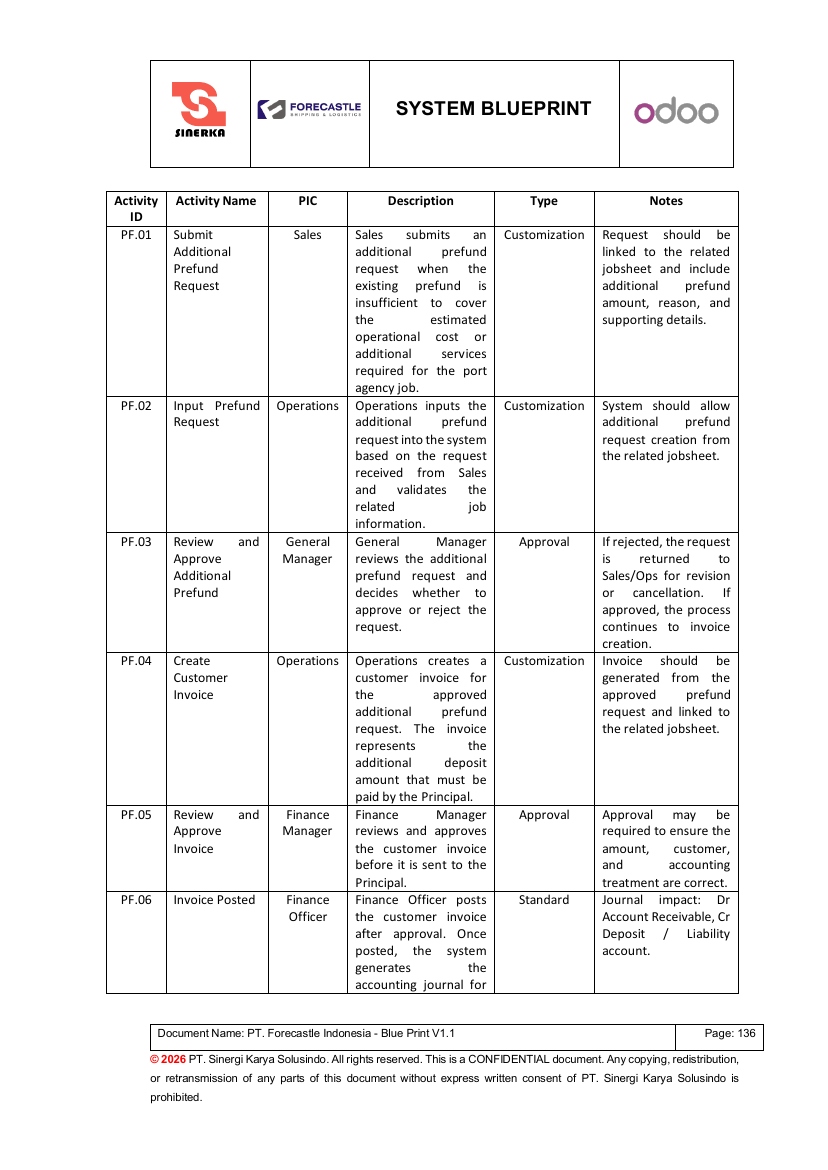 SINERKA
FORECASTLE
SHIPPING & LOGISTICS
SYSTEM BLUEPRINT
odoo
Activity
ID
Activity Name
PIC
Description
Type
Notes
PF.01
Submit
Additional
Prefund
Request
Sales
Sales submits an
additional prefund
request when the
existing prefund is
insufficient to cover
the estimated
operational cost or
additional services
required for the port
agency job.
Customization
Request should be
linked to the related
jobsheet and include
additional prefund
amount, reason, and
supporting details.
PF.02
Input Prefund
Request
Operations
Operations inputs the
additional prefund
request into the system
based on the request
received from Sales
and validates the
related job
information.
Customization
System should allow
additional prefund
request creation from
the related jobsheet.
PF.03
Review and
Approve
Additional
Prefund
General
Manager
General Manager
reviews the additional
prefund request and
decides whether to
approve or reject the
request.
Approval
If rejected, the request
is returned to
Sales/Ops for revision
or cancellation. If
approved, the process
continues to invoice
creation.
PF.04
Create
Customer
Invoice
Operations
Operations creates a
customer invoice for
the approved
additional prefund
request. The invoice
represents the
additional deposit
amount that must be
paid by the Principal.
Customization
Invoice should be
generated from the
approved prefund
request and linked to
the related jobsheet.
PF.05
Review and
Approve
Invoice
Finance
Manager
Finance Manager
reviews and approves
the customer invoice
before it is sent to the
Principal.
Approval
Approval may be
required to ensure the
amount, customer,
and accounting
treatment are correct.
PF.06
Invoice Posted
Finance
Officer
Finance Officer posts
the customer invoice
after approval. Once
posted, the system
generates the
accounting journal for
Standard
Journal impact: Dr
Account Receivable, Cr
Deposit / Liability
account.
Document Name: PT. Forecastle Indonesia - Blue Print V1.1
Page: 136
© 2026 PT. Sinergi Karya Solusindo. All rights reserved. This is a CONFIDENTIAL document. Any copying, redistribution,
or retransmission of any parts of this document without express written consent of PT. Sinergi Karya Solusindo is
prohibited.